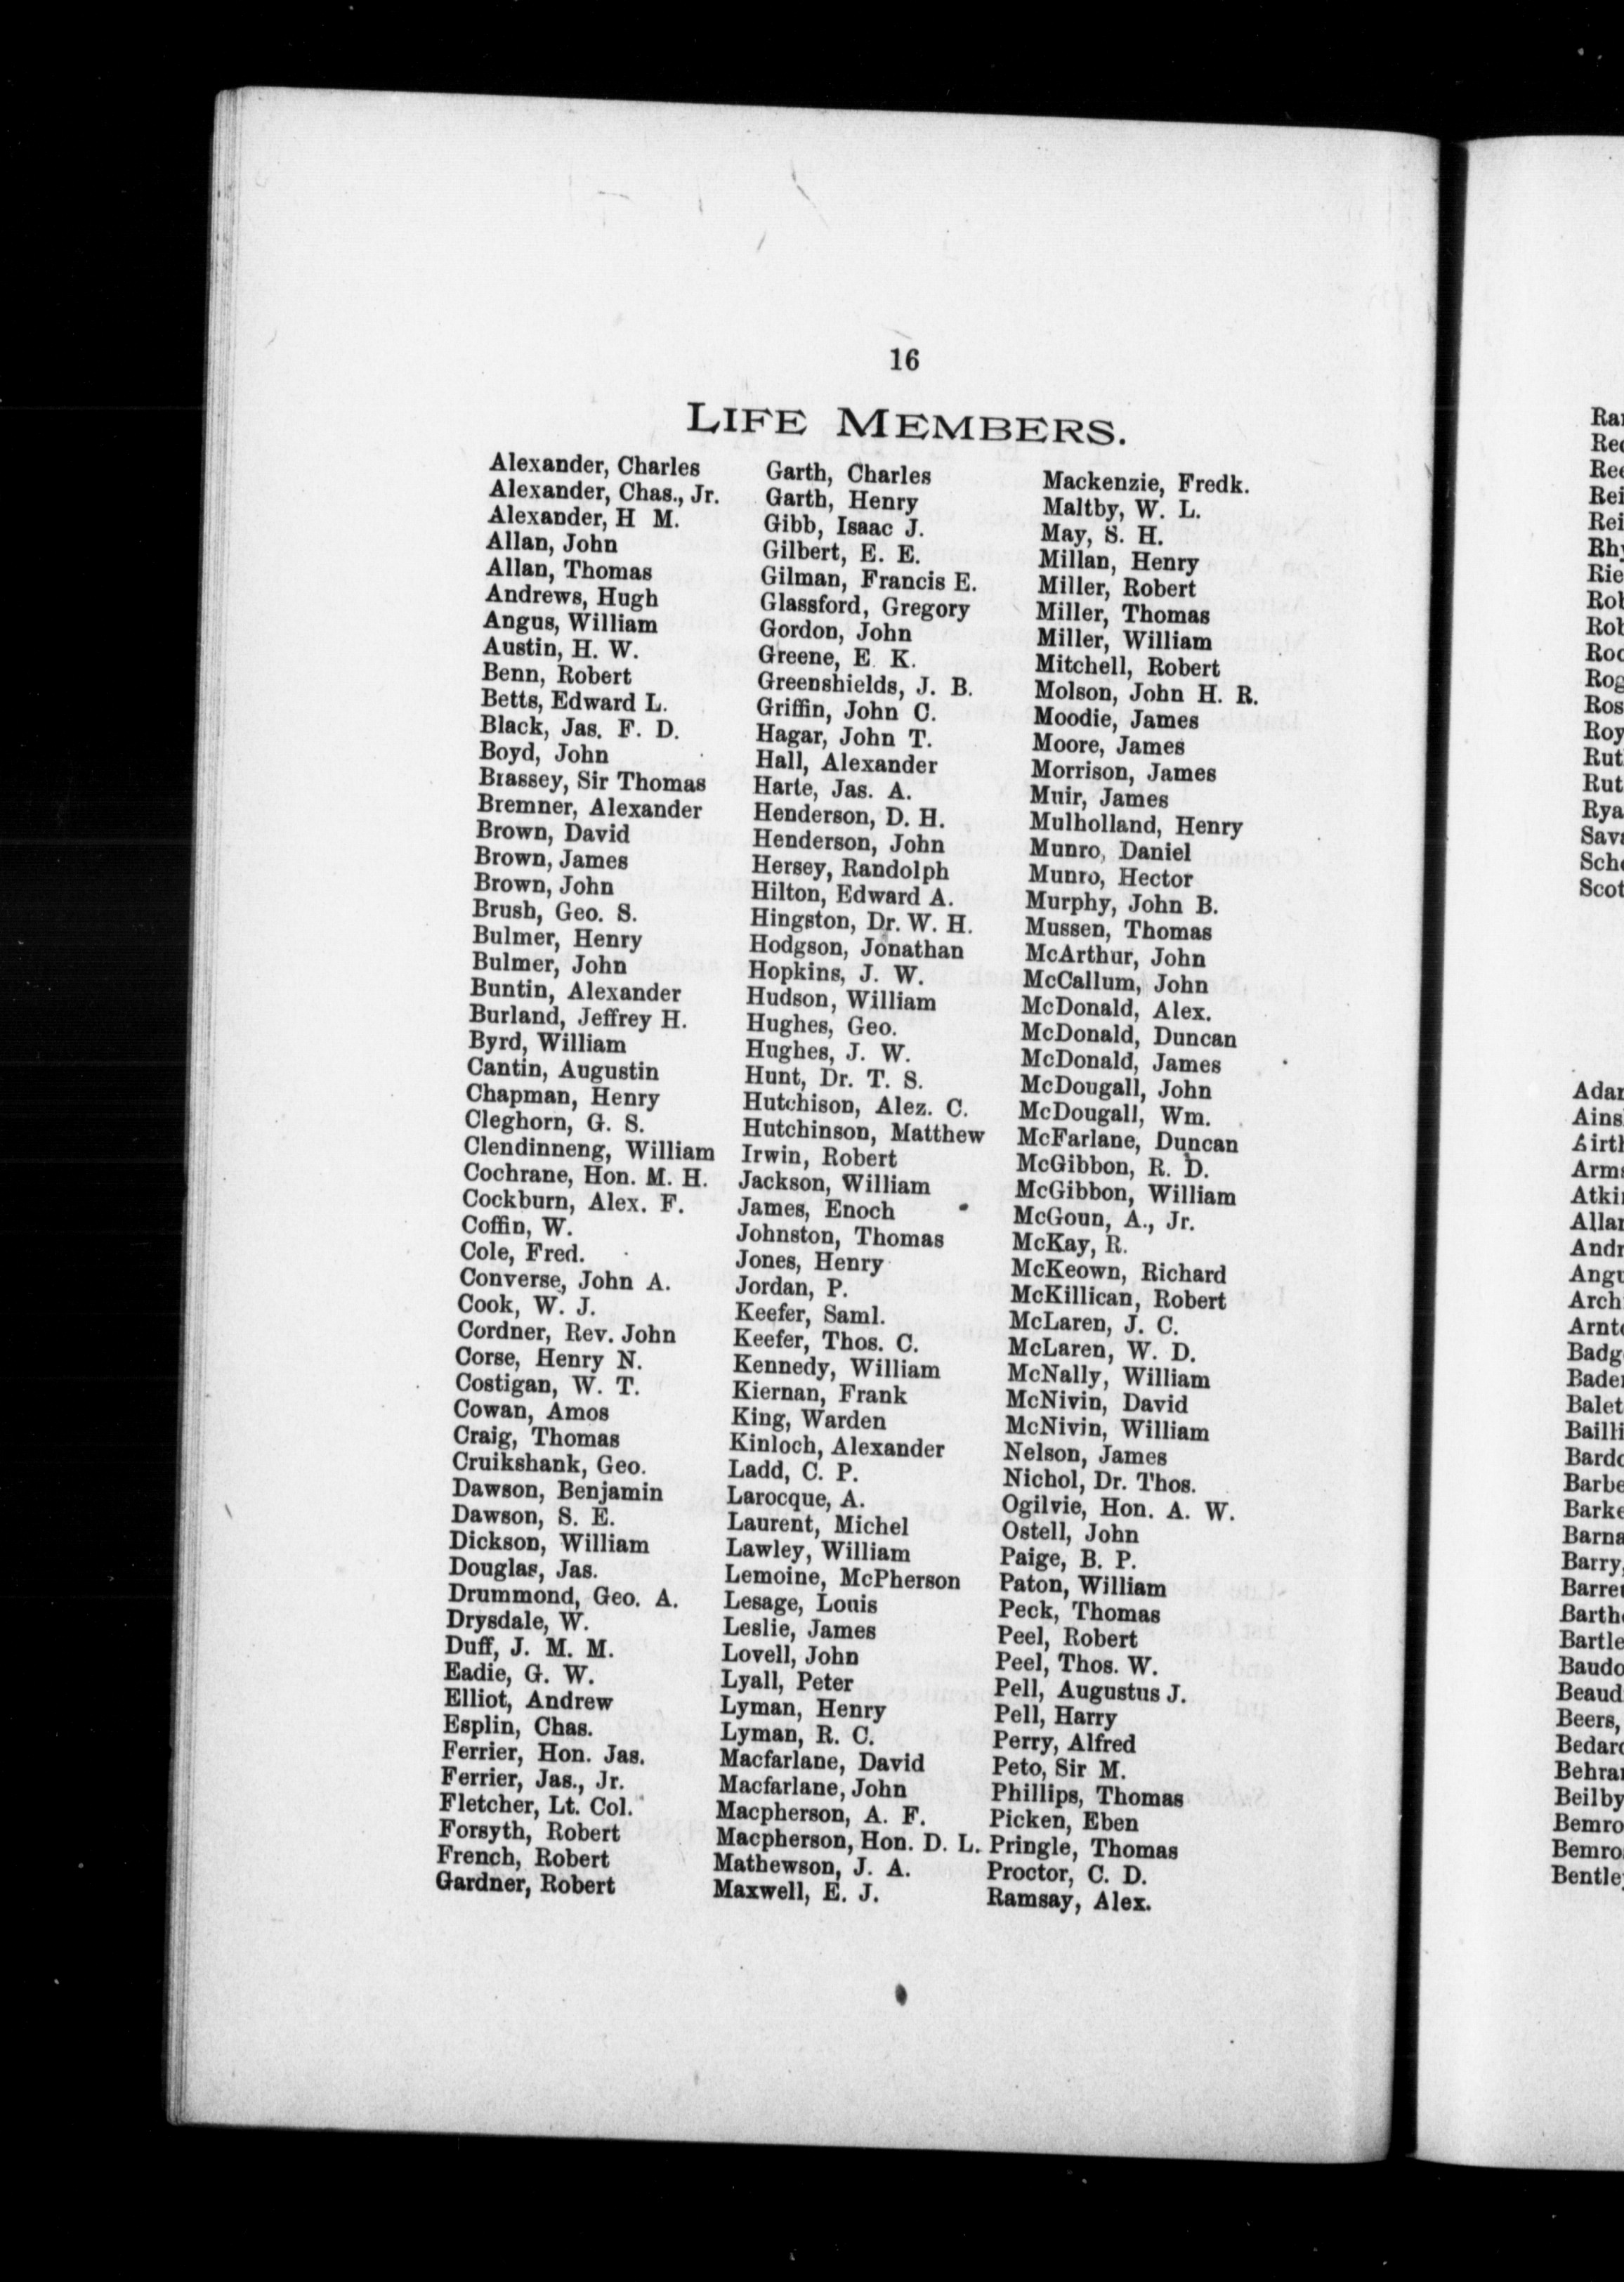 16
LIFE MEMBERS.
Alexander, Charles
Alexander, Chas., Jr.
Alexander, H M.
Allan, John
Allan, Thomas
Andrews, Hugh
Angus, William
Austin, H. W.
Benn, Robert
Betts, Edward L.
Black, Jas. F. D.
Boyd, John
Brassey, Sir Thomas
Bremner, Alexander
Brown, David
Brown, James
Brown, John
Brush, Geo. S.
Bulmer, Henry
Bulmer, John
Buntin, Alexander
Burland, Jeffrey H.
Byrd, William
Cantin, Augustin
Chapman, Henry
Cleghorn, G. S.
Clendinneng, William
Cochrane, Hon. M. H.
Cockburn, Alex. F.
Coffin, W.
Cole, Fred.
Converse, John A.
Cook, W. J.
Cordner, Rev. John
Corse, Henry N.
Costigan, W. T.
Cowan, Amos
Craig, Thomas
Cruikshank, Geo.
Dawson, Benjamin
Dawson, S. E.
Dickson, William
Douglas, Jas.
Drummond, Geo. A.
Drysdale, W.
Duff, J. M. M.
Eadie, G. W.
Elliot, Andrew
Esplin, Chas.
Ferrier, Hon. Jas.
Ferrier, Jas., Jr.
Fletcher, Lt. Col.
Forsyth, Robert
French, Robert
Gardner, Robert
Garth, Charles
Garth, Henry
Gibb, Isaac J.
Gilbert, E. E.
Gilman, Francis E.
Glassford, Gregory
Gordon, John
Greene, E K.
Greenshields, J. B.
Griffin, John C.
Hagar, John T.
Hall, Alexander
Harte, Jas. A.
Henderson, D. H.
Henderson, John
Hersey, Randolph
Hilton, Edward A.
Hingston, Dr. W. H.
Hodgson, Jonathan
Hopkins, J. W.
Hudson, William
Hughes, Geo.
Hughes, J. W.
Hunt, Dr. T. S.
Hutchison, Alez. C.
Hutchinson, Matthew
Irwin, Robert
Jackson, William
James, Enoch
Johnston, Thomas
Jones, Henry
Jordan, P.
Keefer, Saml.
Keefer, Thos. C.
Kennedy, William
Kiernan, Frank
King, Warden
Kinloch, Alexander
Ladd, C. P.
Larocque, A.
Laurent, Michel
Lawley, William
Lemoine, McPherson
Lesage, Louis
Leslie, James
Lovell, John
Lyall, Peter
Lyman, Henry
Lyman, R. C.
Macfarlane, David
Macfarlane, John
Macpherson, A. F.
Macpherson, Hon. D. L.
Mathewson, J. A.
Maxwell, E. J.
Mackenzie, Fredk.
Maltby, W. L.
May, S. H.
Millan, Henry
Miller, Robert
Miller, Thomas
Miller, William
Mitchell, Robert
Molson, John H. R.
Moodie, James
Moore, James
Morrison, James
Muir, James
Mulholland, Henry
Munro, Daniel
Munro, Hector
Murphy, John B.
Mussen, Thomas
McArthur, John
McCallum, John
McDonald, Alex.
McDonald, Duncan
McDonald, James
McDougall, John
McDougall, Wm.
McFarlane, Duncan
McGibbon, R. D.
McGibbon, William
McGoun, A., Jr.
McKay, R.
McKeown, Richard
McKillican, Robert
McLaren, J. C.
McLaren, W. D.
McNally, William
McNivin, David
McNivin, William
Nelson, James
Nichol, Dr. Thos.
Ogilvie, Hon. A. W.
Ostell, John
Paige, B. P.
Paton, William
Peck, Thomas
Peel, Robert
Peel, Thos. W.
Pell, Augustus J.
Pell, Harry
Perry, Alfred
Peto, Sir M.
Phillips, Thomas
Picken, Eben
Pringle, Thomas
Proctor, C. D.
Ramsay, Alex.